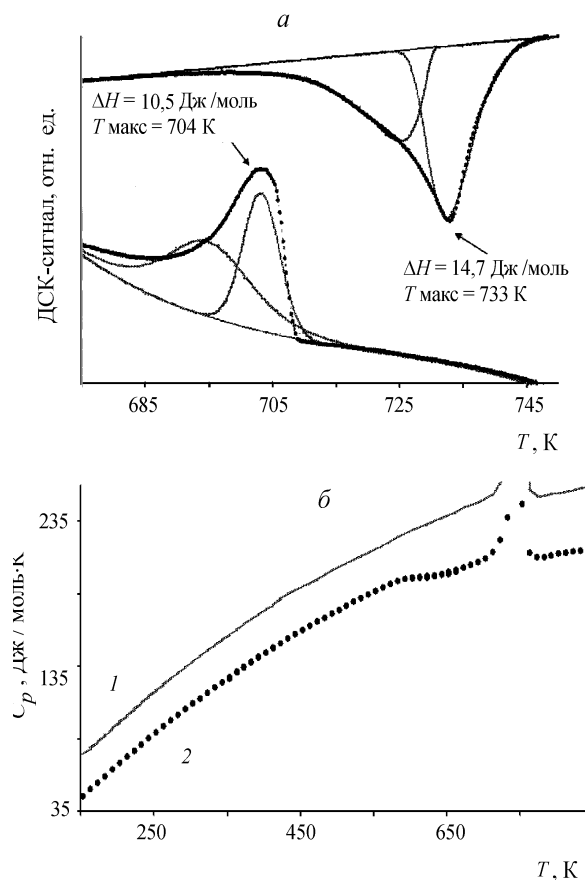 а
ΔH = 10,5 Дж /моль
T макс = 704 К
ДСК-сигнал, отн. ед.
ΔH = 14,7 Дж /моль
T макс = 733 К
685
705
725
745
T , К
б
235
135
35
Cp , Дж / моль·К
1
2
250
450
650
T , К